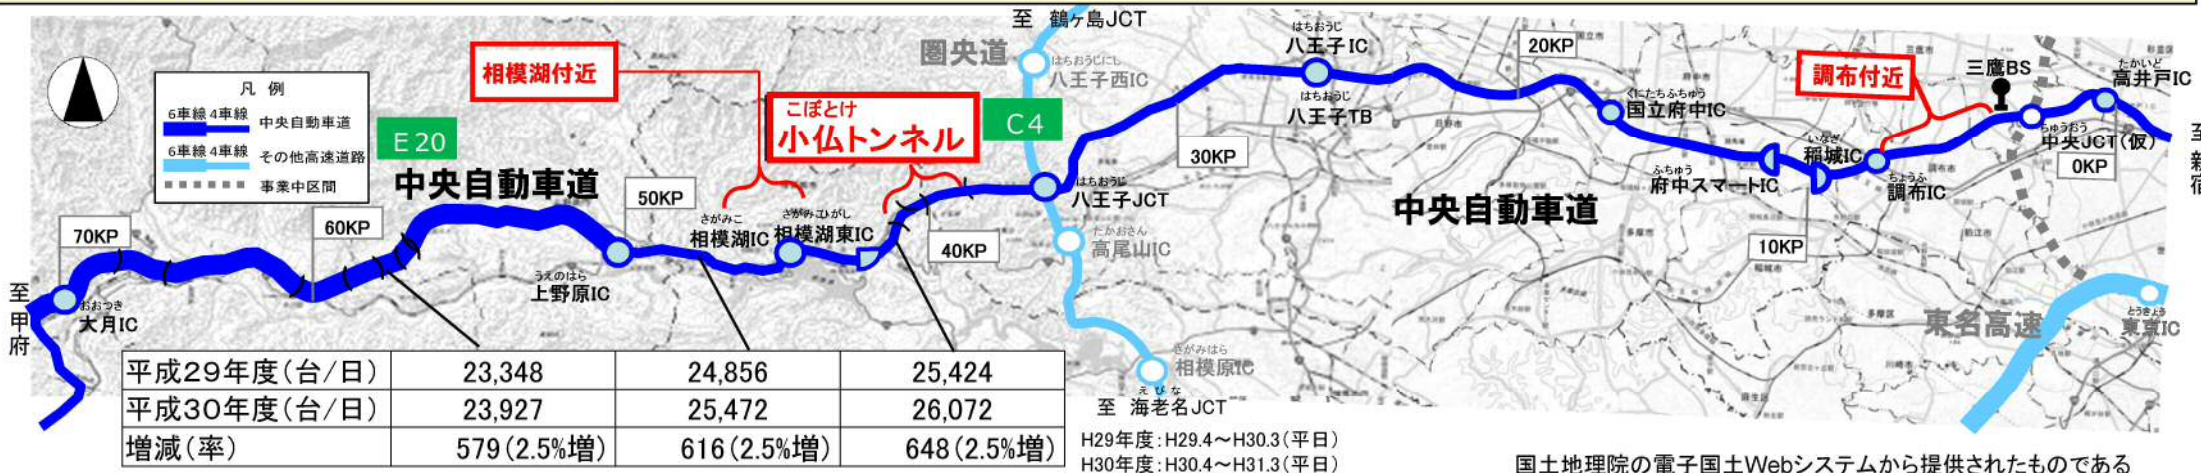 至 鶴ヶ島JCT
圏央道
はちおうじにし
八王子西IC
はちおうじ
八王子IC
はちおうじ
八王子TB
20KP
くにたちふちゅう
国立府中IC
調布付近
三鷹BS
たかいど
高井戸IC
ちゅうおう
中央JCT(仮)
至 新宿
0KP
凡 例
6車線 4車線 中央自動車道
6車線 4車線 その他高速道路
事業中区間
E20
相模湖付近
こぼとけ
小仏トンネル
C4
中央自動車道
30KP
いなぎ
稲城IC
ふちゅう
府中スマートIC
ちょうふ
調布IC
中央自動車道
10KP
70KP
60KP
50KP
さがみこ
相模湖IC
さがみこひがし
相模湖東IC
40KP
はちおうじ
八王子JCT
たかおさん
高尾山IC
うえのはら
上野原IC
至 甲府
おおつき
大月IC
さがみはら
相模原IC
えびな
至 海老名JCT
東名高速
とうきょう
東京IC
平成29年度(台/日) 23,348 24,856 25,424
平成30年度(台/日) 23,927 25,472 26,072
増減(率) 579(2.5%増) 616(2.5%増) 648(2.5%増)
H29年度:H29.4~H30.3(平日)
H30年度:H30.4~H31.3(平日)
国土地理院の電子国土Webシステムから提供されたものである